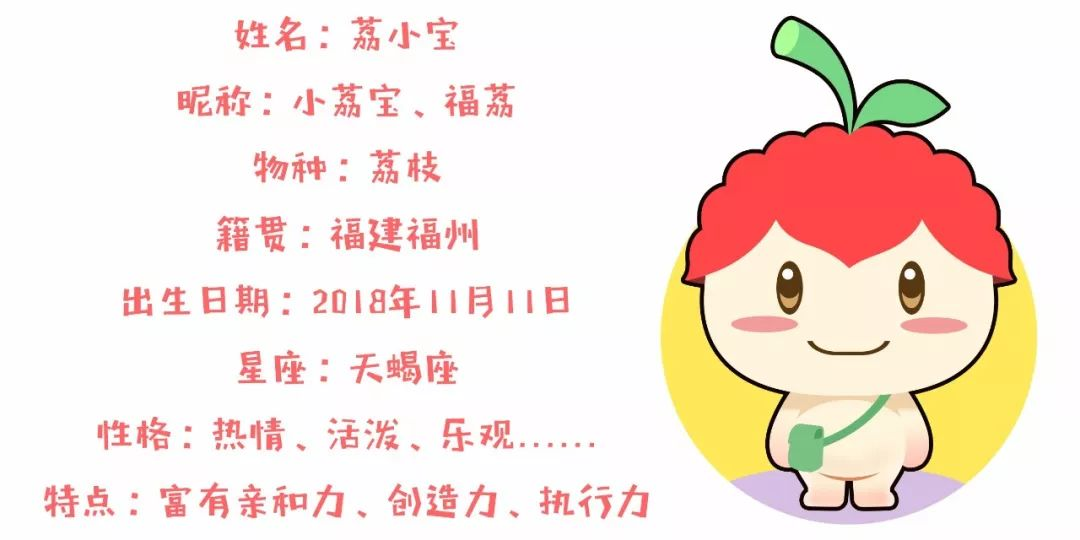 姓名：荔小宝
昵称：小荔宝、福荔
物种：荔枝
籍贯：福建福州
出生日期：2018年11月11日
星座：天蝎座
性格：热情、活泼、乐观......
特点：富有亲和力、创造力、执行力